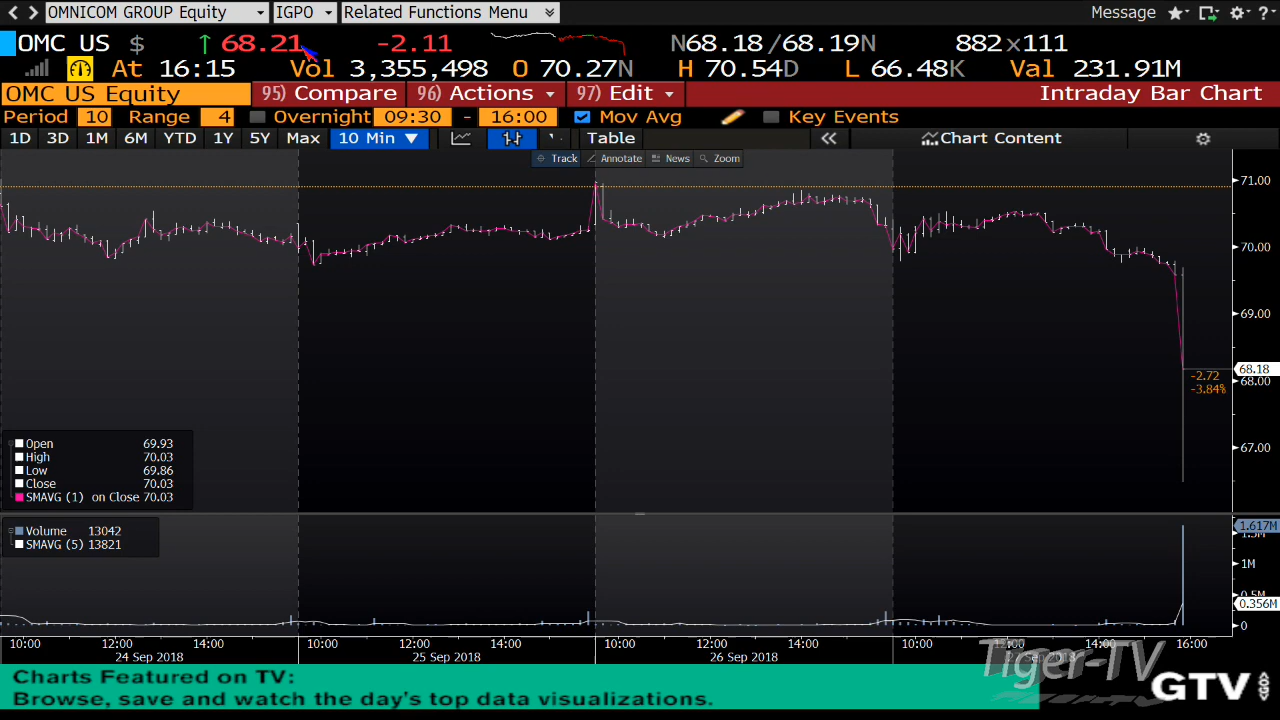 OMNICOM GROUP Equity IGPO Related Functions Menu Message
OMC US $ ↑ 68.21 -2.11 N68.18/68.19N 882x111
At 16:15 Vol 3,355,498 O 70.27N H 70.54D L 66.48K Val 231.91M
OMC US Equity 95) Compare 96) Actions 97) Edit Intraday Bar Chart
Period 10 Range 4 Overnight 09:30 - 16:00 Mov Avg Key Events
1D 3D 1M 6M YTD 1Y 5Y Max 10 Min ▼ Table Chart Content
Track Annotate News Zoom
71.00
70.00
69.00
68.18
-2.72
68.00
-3.84%
67.00
Open 69.93
High 70.03
Low 69.86
Close 70.03
SMAVG (1) on Close 70.03
Volume 13042
SMAVG (5) 13821
1.617M
1M
0.356M
0
10:00 12:00 14:00 10:00 12:00 14:00 10:00 12:00 14:00 10:00 12:00 14:00 16:00
24 Sep 2018 25 Sep 2018 26 Sep 2018
Tiger-TV
Charts Featured on TV:
Browse, save and watch the day's top data visualizations.
GTV